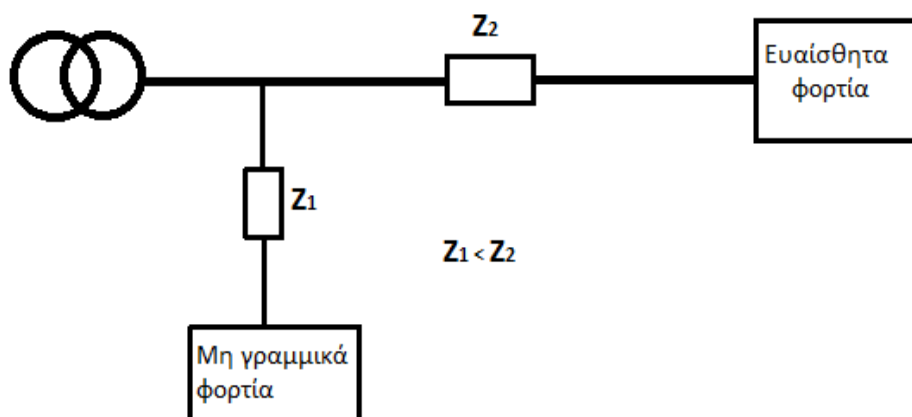 Z2
Ευαίσθητα
φορτία
Z1
Z1 < Z2
Μη γραμμικά
φορτία